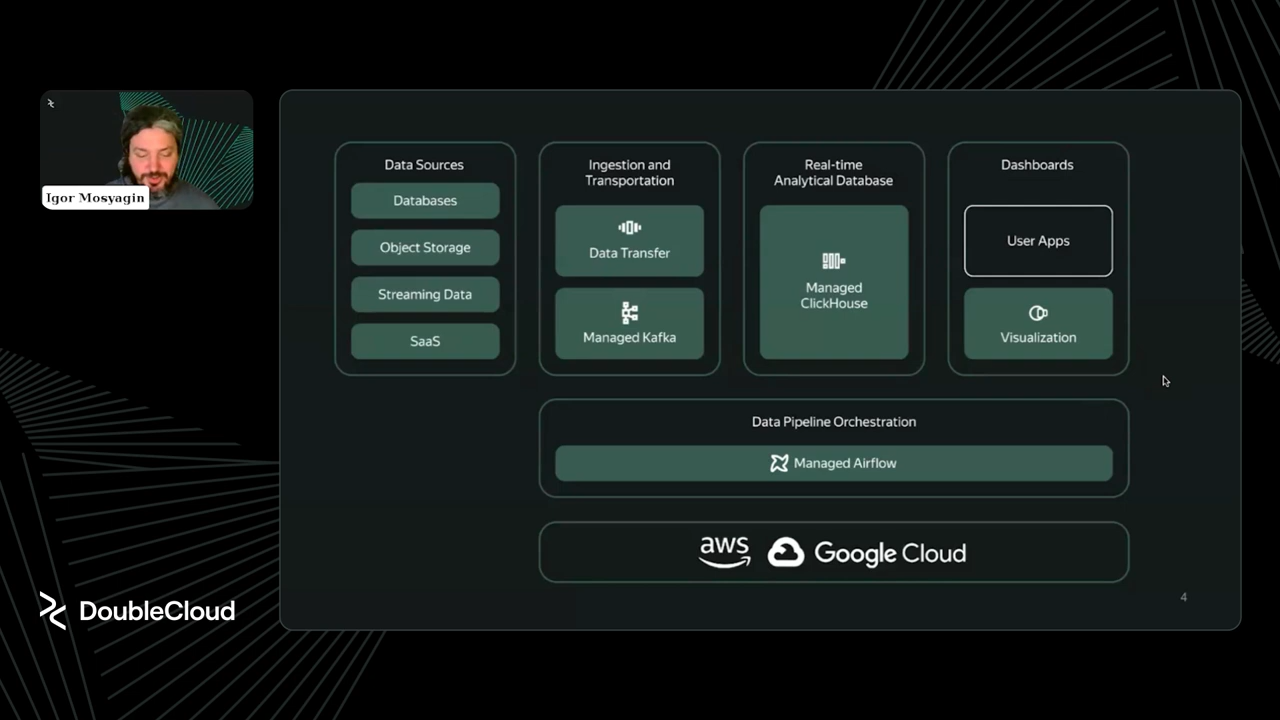 Igor Mosyagin
Data Sources
Databases
Object Storage
Streaming Data
SaaS
Ingestion and
Transportation
Data Transfer
Managed Kafka
Real-time
Analytical Database
Managed
ClickHouse
Dashboards
User Apps
Visualization
Data Pipeline Orchestration
Managed Airflow
aws
Google Cloud
4
DoubleCloud